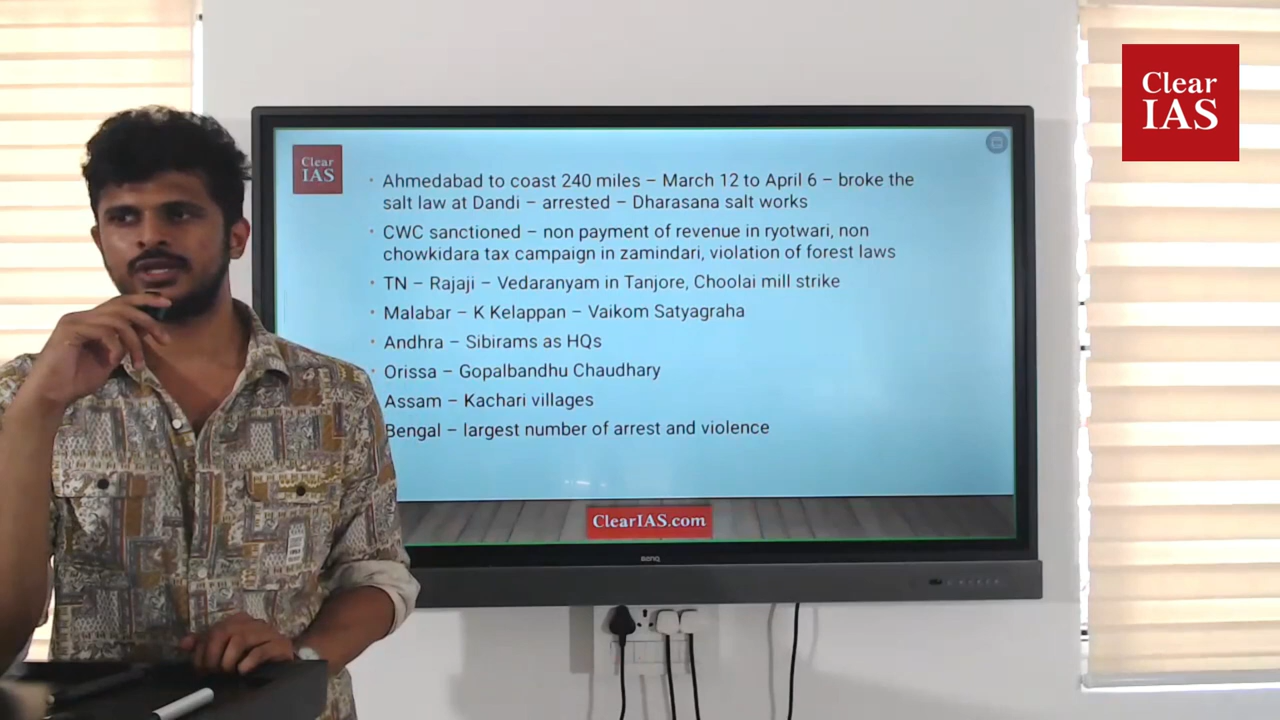 Clear
IAS
Clear
IAS
Ahmedabad to coast 240 miles – March 12 to April 6 – broke the
salt law at Dandi – arrested – Dharasana salt works
CWC sanctioned – non payment of revenue in ryotwari, non
chowkidara tax campaign in zamindari, violation of forest laws
TN – Rajaji – Vedaranyam in Tanjore, Choolai mill strike
Malabar – K Kelappan – Vaikom Satyagraha
Andhra – Sibirams as HQs
Orissa – Gopalbandhu Chaudhary
Assam – Kachari villages
Bengal – largest number of arrest and violence
ClearIAS.com
BenQ